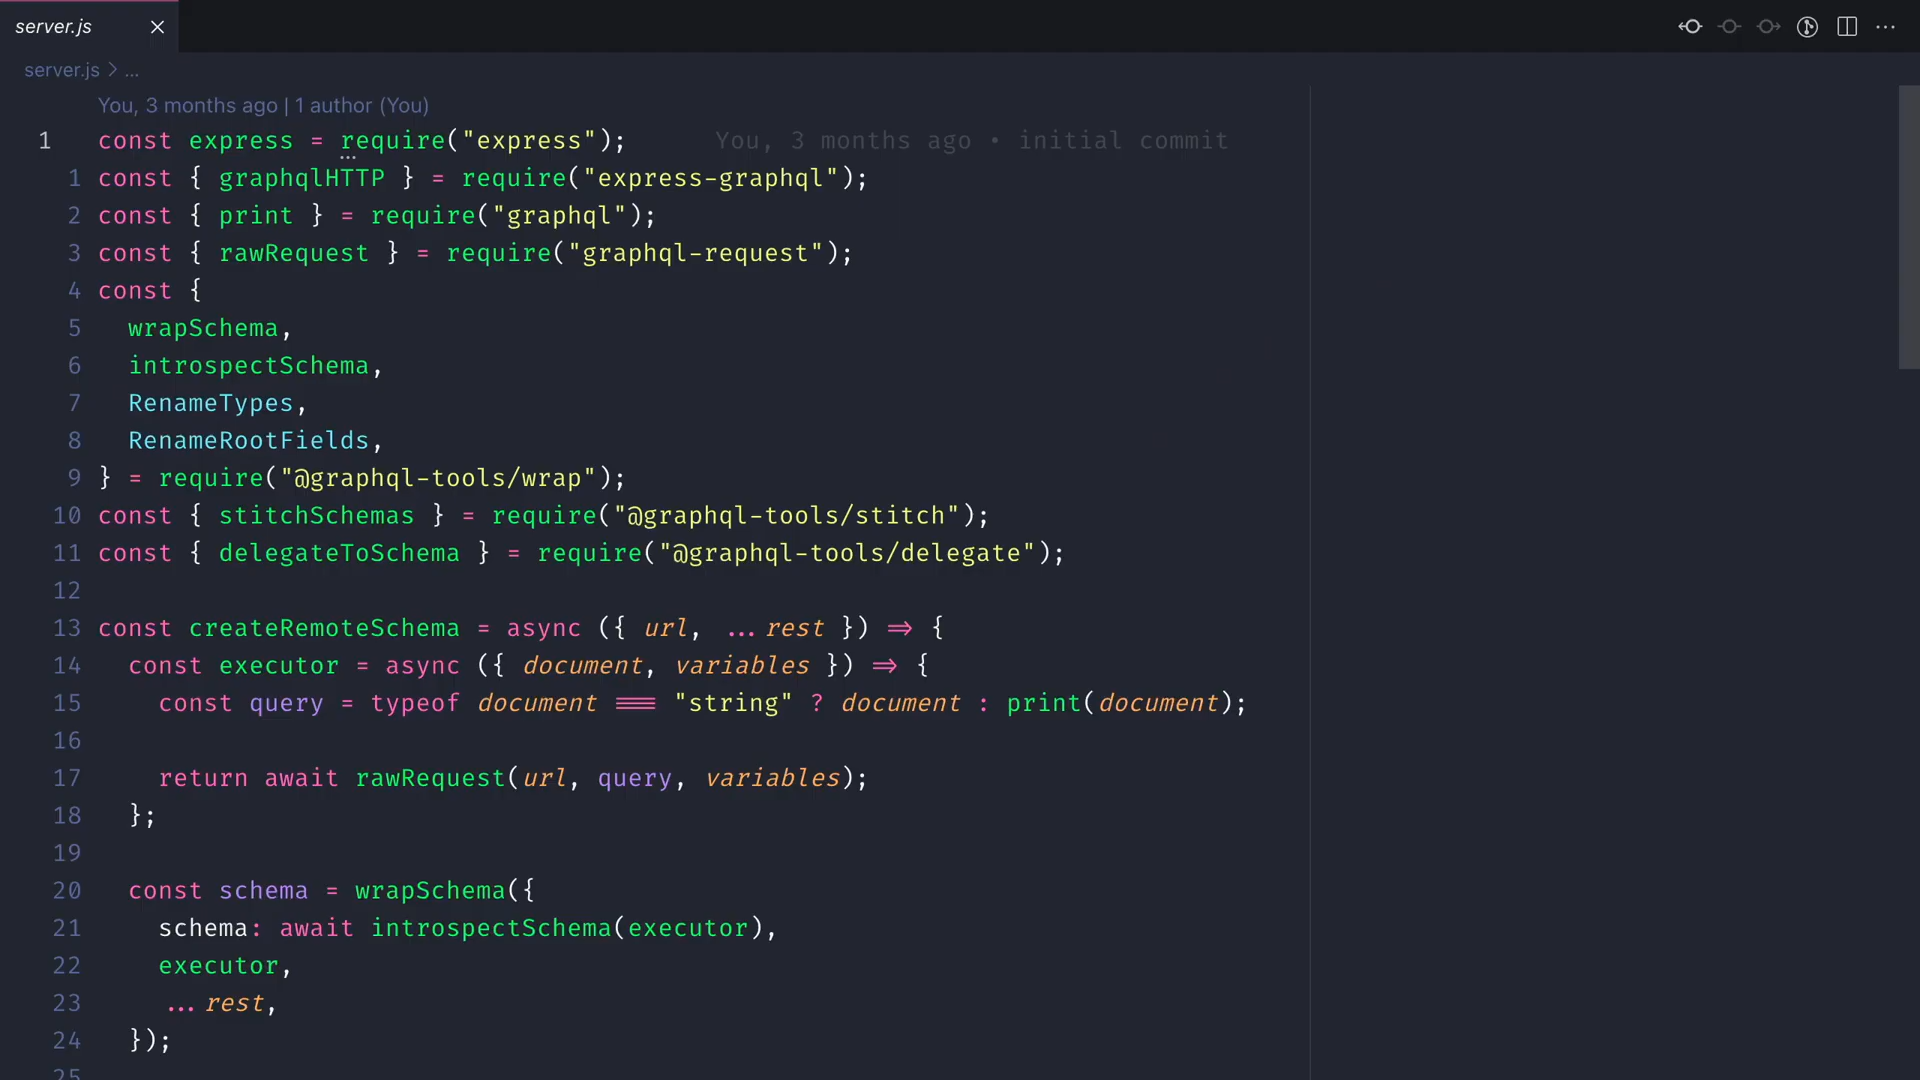 server.js
server.js > ...
You, 3 months ago | 1 author (You)
1 const express = require("express"); You, 3 months ago • initial commit
1 const { graphqlHTTP } = require("express-graphql");
2 const { print } = require("graphql");
3 const { rawRequest } = require("graphql-request");
4 const {
5 wrapSchema,
6 introspectSchema,
7 RenameTypes,
8 RenameRootFields,
9 } = require("@graphql-tools/wrap");
10 const { stitchSchemas } = require("@graphql-tools/stitch");
11 const { delegateToSchema } = require("@graphql-tools/delegate");
12
13 const createRemoteSchema = async ({ url, ...rest }) => {
14 const executor = async ({ document, variables }) => {
15 const query = typeof document === "string" ? document : print(document);
16
17 return await rawRequest(url, query, variables);
18 };
19
20 const schema = wrapSchema({
21 schema: await introspectSchema(executor),
22 executor,
23 ...rest,
24 });
25